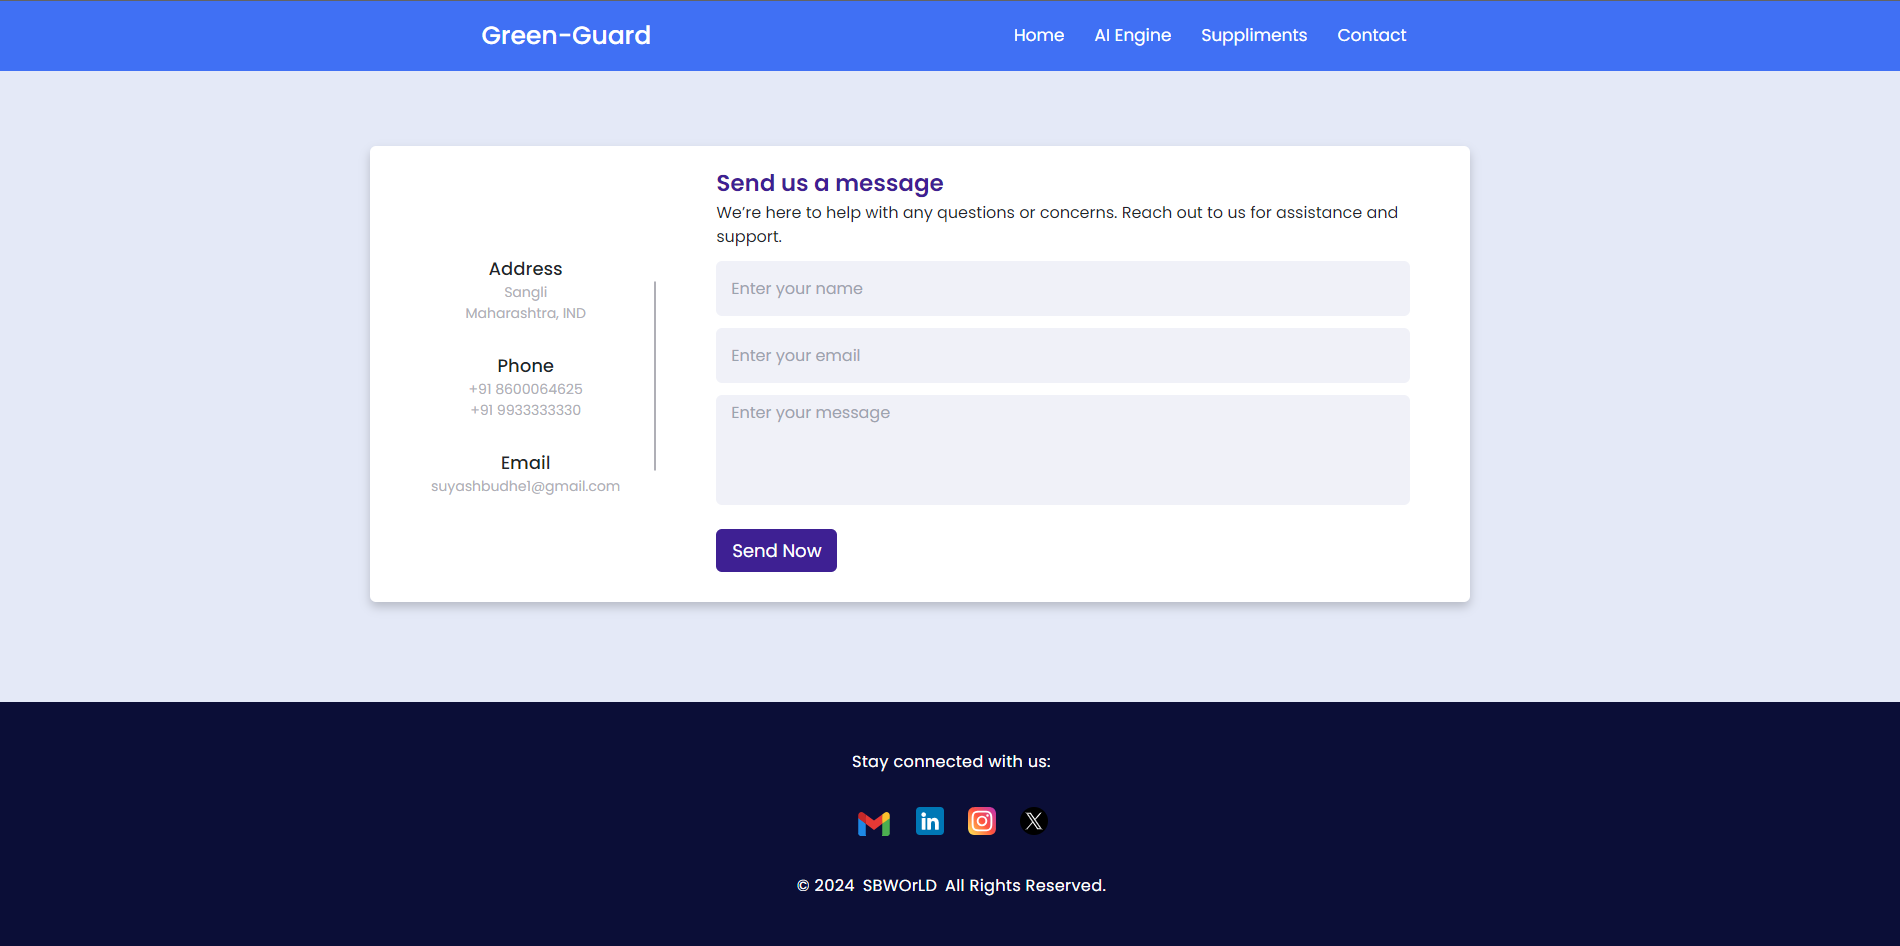 Green-Guard
Home
AI Engine
Suppliments
Contact
Address
Sangli
Maharashtra, IND
Phone
+91 8600064625
+91 9933333330
Email
suyashbudhe1@gmail.com
Send us a message
We’re here to help with any questions or concerns. Reach out to us for assistance and
support.
Enter your name
Enter your email
Enter your message
Send Now
Stay connected with us:
© 2024 SBWOrLD All Rights Reserved.